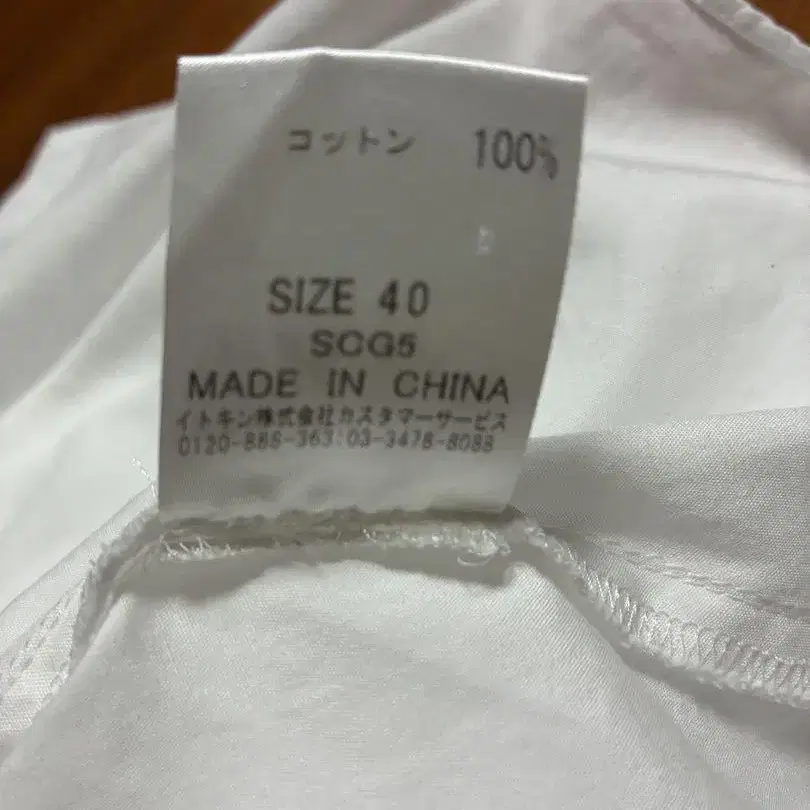 コットン 100%
SIZE 40
SCG5
MADE IN CHINA
イトキン株式会社カスタマーサービス
0120-888-363:03-3478-8088